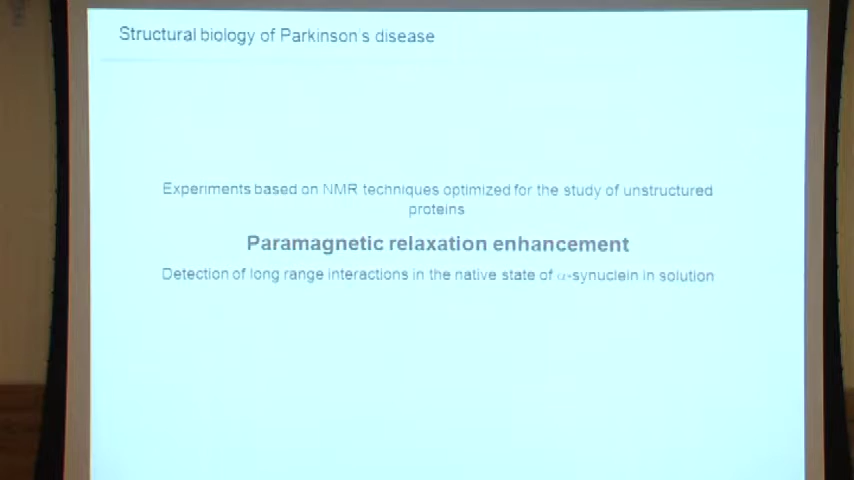 Structural biology of Parkinson's disease
Experiments based on NMR techniques optimized for the study of unstructured
proteins
Paramagnetic relaxation enhancement
Detection of long range interactions in the native state of α-synuclein in solution